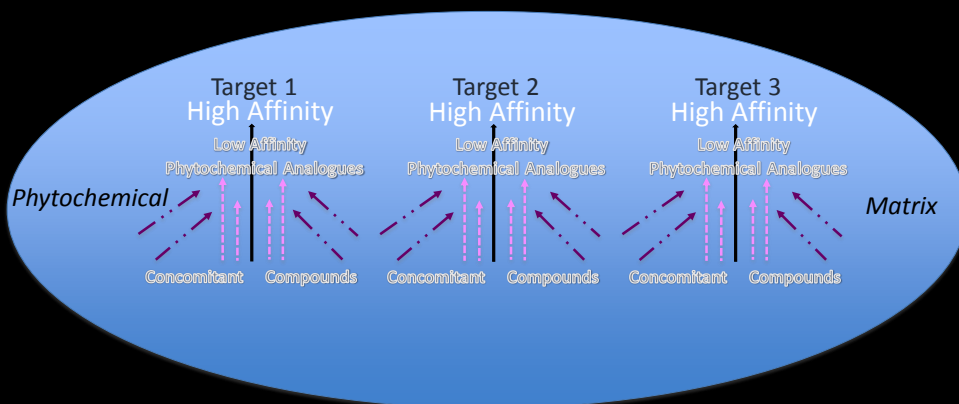 Target 1
High Affinity
Low Affinity
Phytochemical Analogues
Concomitant Compounds
Target 2
High Affinity
Low Affinity
Phytochemical Analogues
Concomitant Compounds
Target 3
High Affinity
Low Affinity
Phytochemical Analogues
Concomitant Compounds
Phytochemical
Matrix